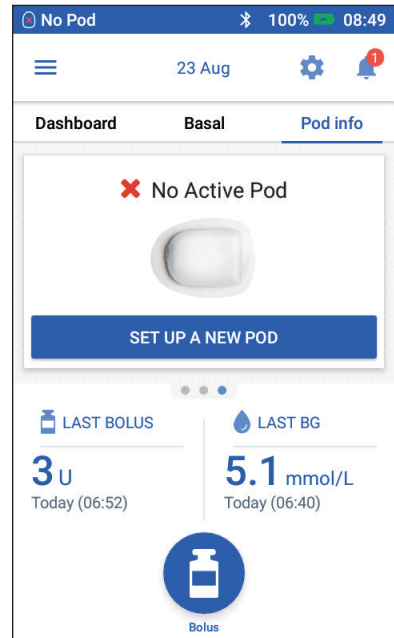 No Pod 100% 08:49
23 Aug 1
Dashboard Basal Pod info
No Active Pod
SET UP A NEW POD
LAST BOLUS LAST BG
3 U 5.1 mmol/L
Today (06:52) Today (06:40)
Bolus